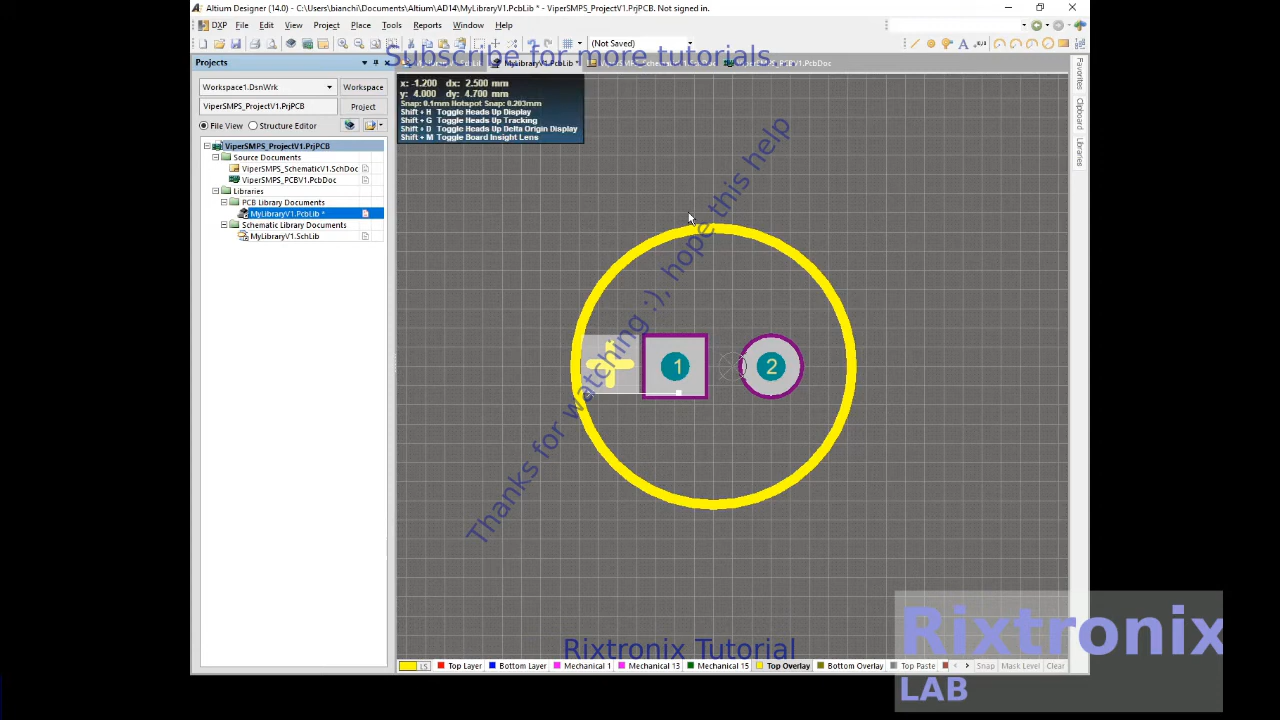 Altium Designer (14.0) - C:\Users\bianchi\Documents\Altium\AD14\MyLibraryV1.PcbLib * - ViperSMPS_ProjectV1.PrjPCB. Not signed in.
DXP File Edit View Project Place Tools Reports Window Help
(Not Saved)
Subscribe for more tutorials...
Projects
MyLibraryV1.PcbLib *
Workspace1.DsnWrk Workspace
ViperSMPS_ProjectV1.PrjPCB Project
File View Structure Editor
ViperSMPS_ProjectV1.PrjPCB
Source Documents
ViperSMPS_SchematicV1.SchDoc
ViperSMPS_PCBV1.PcbDoc
Libraries
PCB Library Documents
MyLibraryV1.PcbLib *
Schematic Library Documents
MyLibraryV1.SchLib
x: -1.200 dx: 2.500 mm
y: 4.000 dy: 4.700 mm
Snap: 0.1mm Hotspot Snap: 0.203mm
Shift + H Toggle Heads Up Display
Shift + G Toggle Heads Up Tracking
Shift + D Toggle Heads Up Delta Origin Display
Shift + M Toggle Board Insight Lens
Favorites
Clipboard
Libraries
Thanks for watching :), hope this help
1
2
Rixtronix Tutorial
Rixtronix
LAB
LS Top Layer Bottom Layer Mechanical 1 Mechanical 13 Mechanical 15 Top Overlay Bottom Overlay Top Paste Snap Mask Level Clear